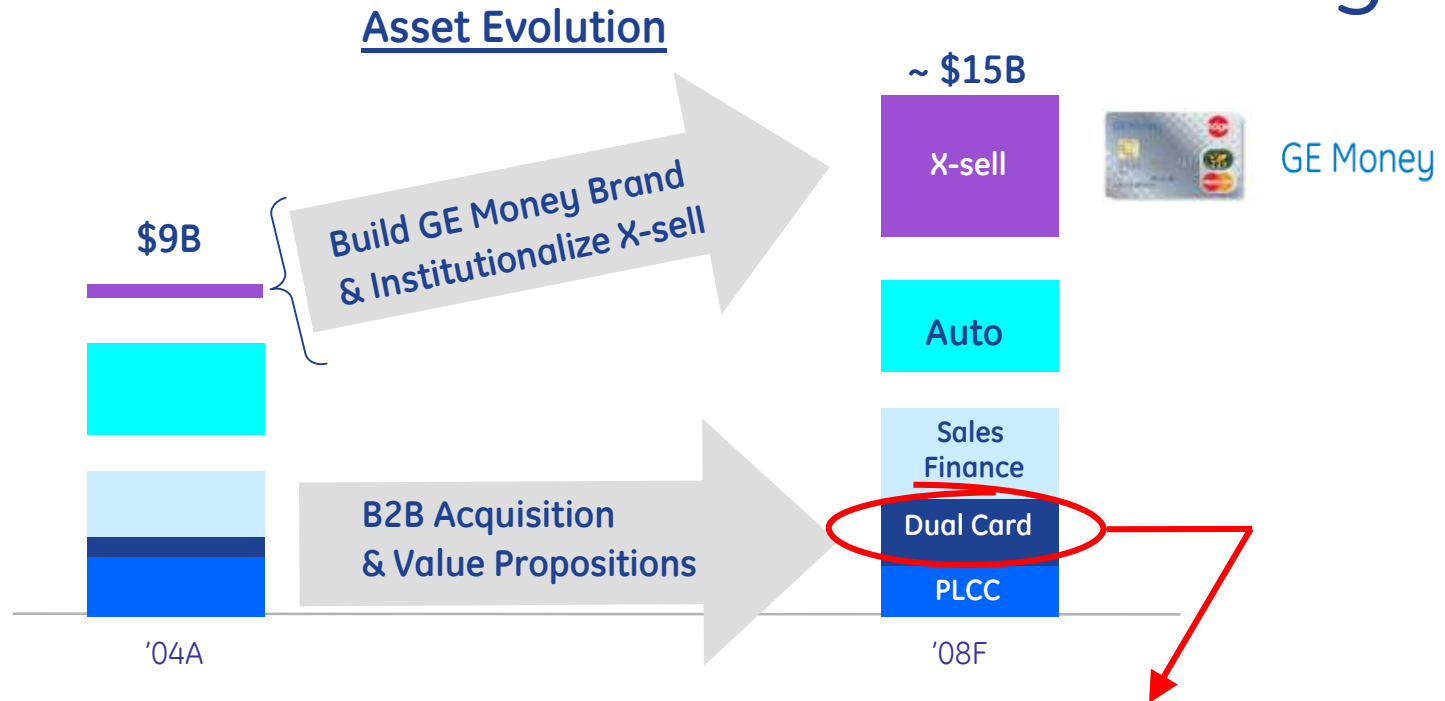 Asset Evolution
~ $15B
$9B
Build GE Money Brand
& Institutionalize X-sell
X-sell
GE Money
Auto
B2B Acquisition
& Value Propositions
Sales
Finance
Dual Card
PLCC
'04A
'08F